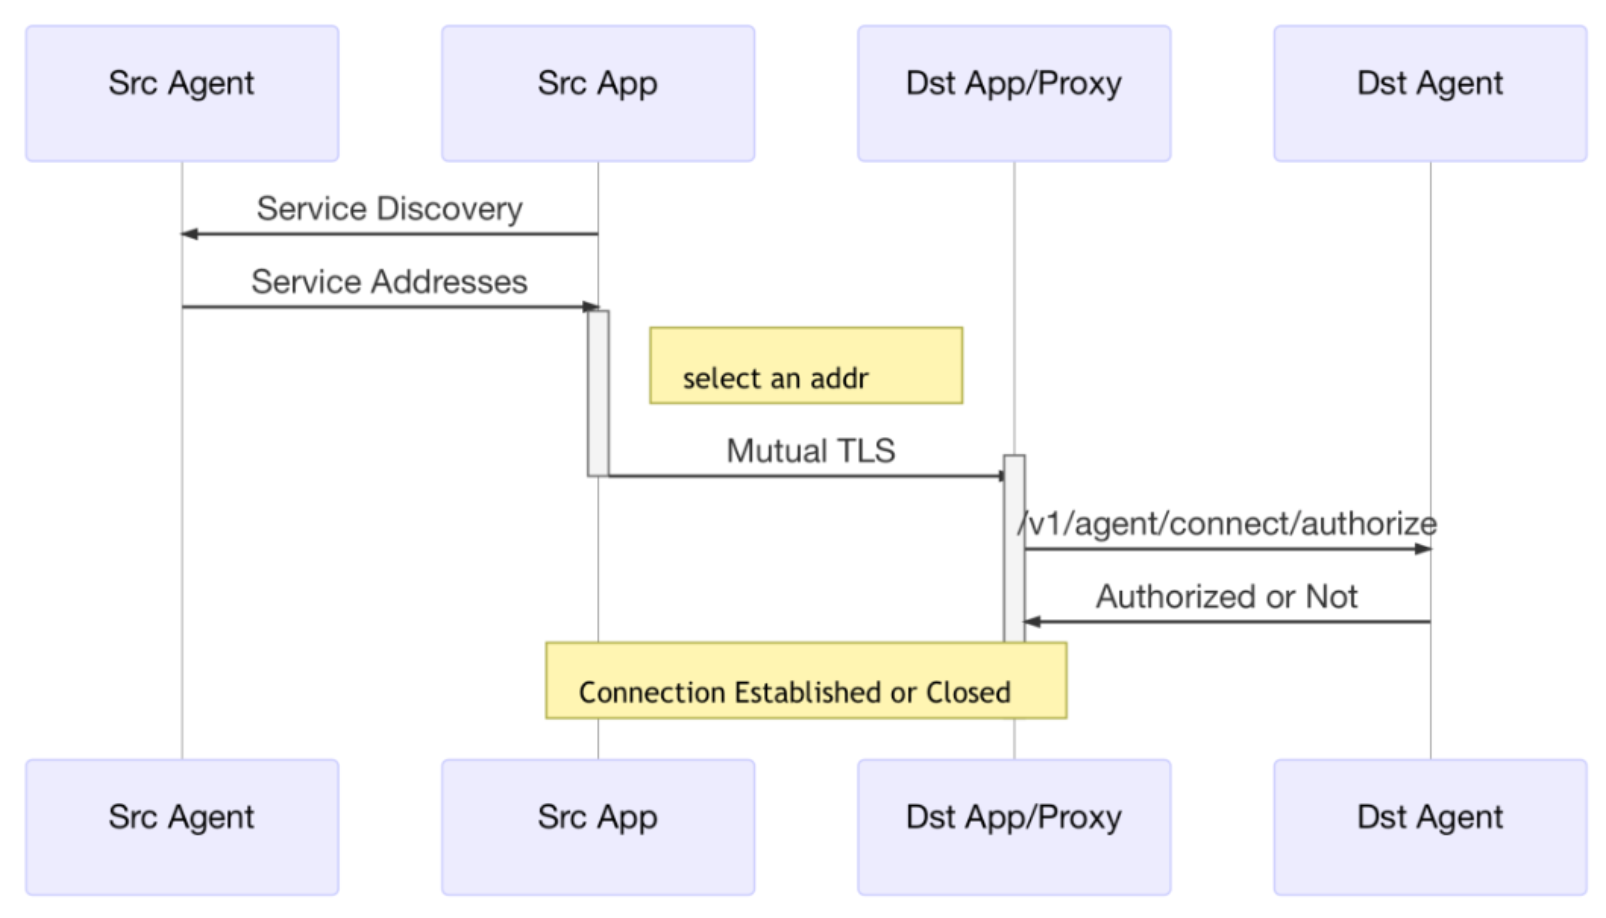 Src Agent
Src App
Dst App/Proxy
Dst Agent
Service Discovery
Service Addresses
select an addr
Mutual TLS
/v1/agent/connect/authorize
Authorized or Not
Connection Established or Closed
Src Agent
Src App
Dst App/Proxy
Dst Agent